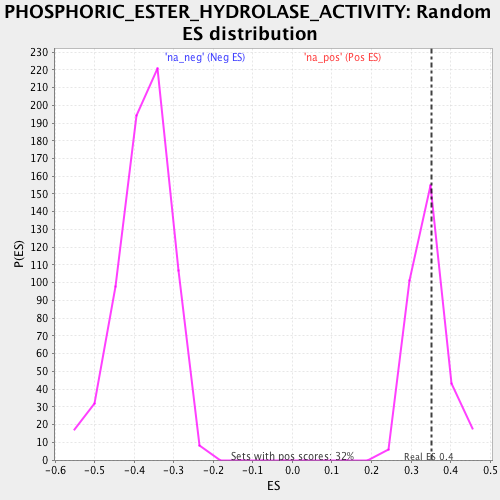 PHOSPHORIC_ESTER_HYDROLASE_ACTIVITY: Random
ES distribution
'na_neg' (Neg ES)
'na_pos' (Pos ES)
P(ES)
230
220
210
200
190
180
170
160
150
140
130
120
110
100
90
80
70
60
50
40
30
20
10
0
Sets with pos scores: 32%
Real ES 0.4
-0.6 -0.5 -0.4 -0.3 -0.2 -0.1 0.0 0.1 0.2 0.3 0.4 0.5
ES